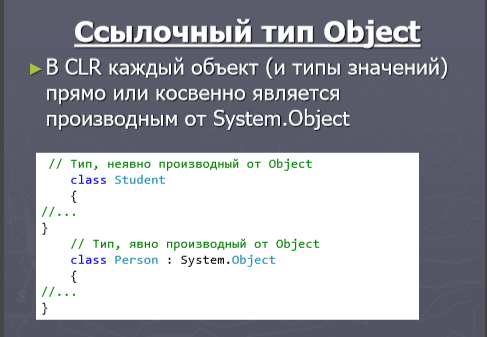 Ссылочный тип Object
В CLR каждый объект (и типы значений)
прямо или косвенно является
производным от System.Object
// Тип, неявно производный от Object
class Student
{
//...
}
// Тип, явно производный от Object
class Person : System.Object
{
//...
}